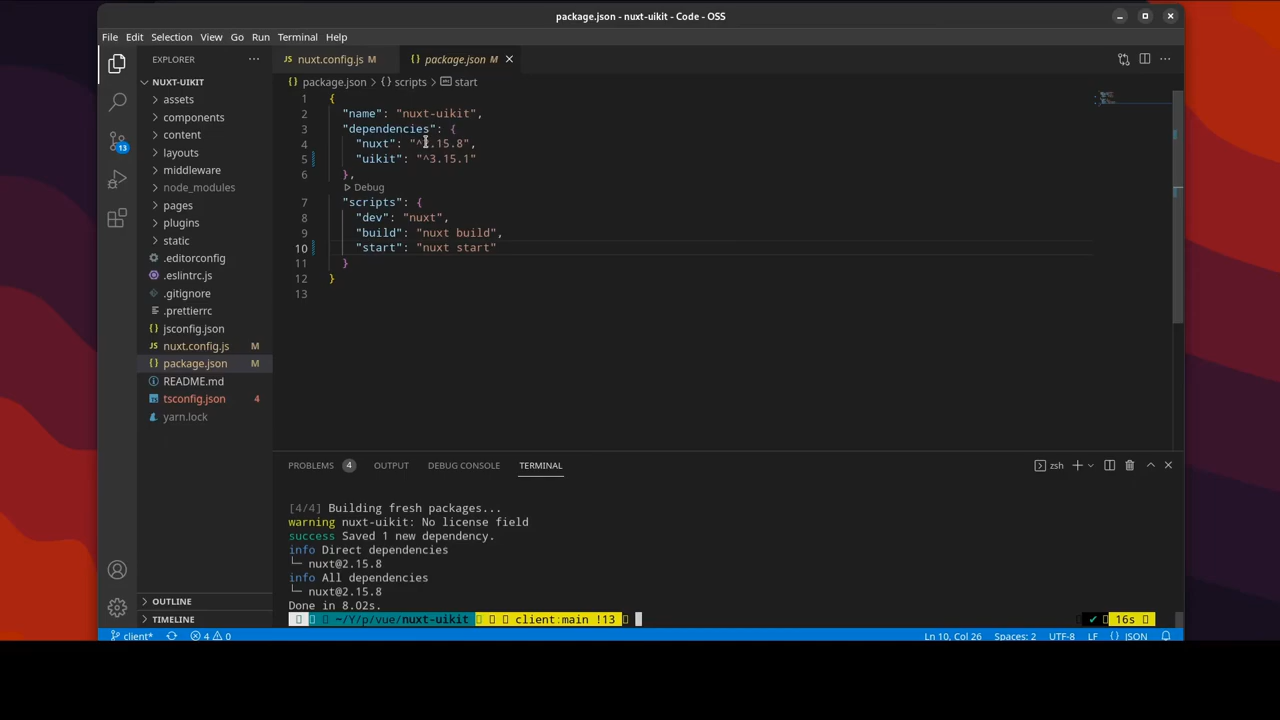 package.json - nuxt-uikit - Code - OSS
File Edit Selection View Go Run Terminal Help
EXPLORER
NUXT-UIKIT
assets
components
content
layouts
middleware
node_modules
pages
plugins
static
.editorconfig
.eslintrc.js
.gitignore
.prettierrc
jsconfig.json
JS nuxt.config.js M
{} package.json M
README.md
TS tsconfig.json 4
yarn.lock
OUTLINE
TIMELINE
13
JS nuxt.config.js M
{} package.json M
{} package.json > {} scripts > abc start
1 {
2 "name": "nuxt-uikit",
3 "dependencies": {
4 "nuxt": "^2.15.8",
5 "uikit": "^3.15.1"
6 },
Debug
7 "scripts": {
8 "dev": "nuxt",
9 "build": "nuxt build",
10 "start": "nuxt start"
11 }
12 }
13
PROBLEMS 4 OUTPUT DEBUG CONSOLE TERMINAL
zsh
[4/4] Building fresh packages...
warning nuxt-uikit: No license field
success Saved 1 new dependency.
info Direct dependencies
└─ nuxt@2.15.8
info All dependencies
└─ nuxt@2.15.8
Done in 8.02s.
~/Y/p/vue/nuxt-uikit client:main !13 ✔ 16s
client* 4 0 Ln 10, Col 26 Spaces: 2 UTF-8 LF {} JSON